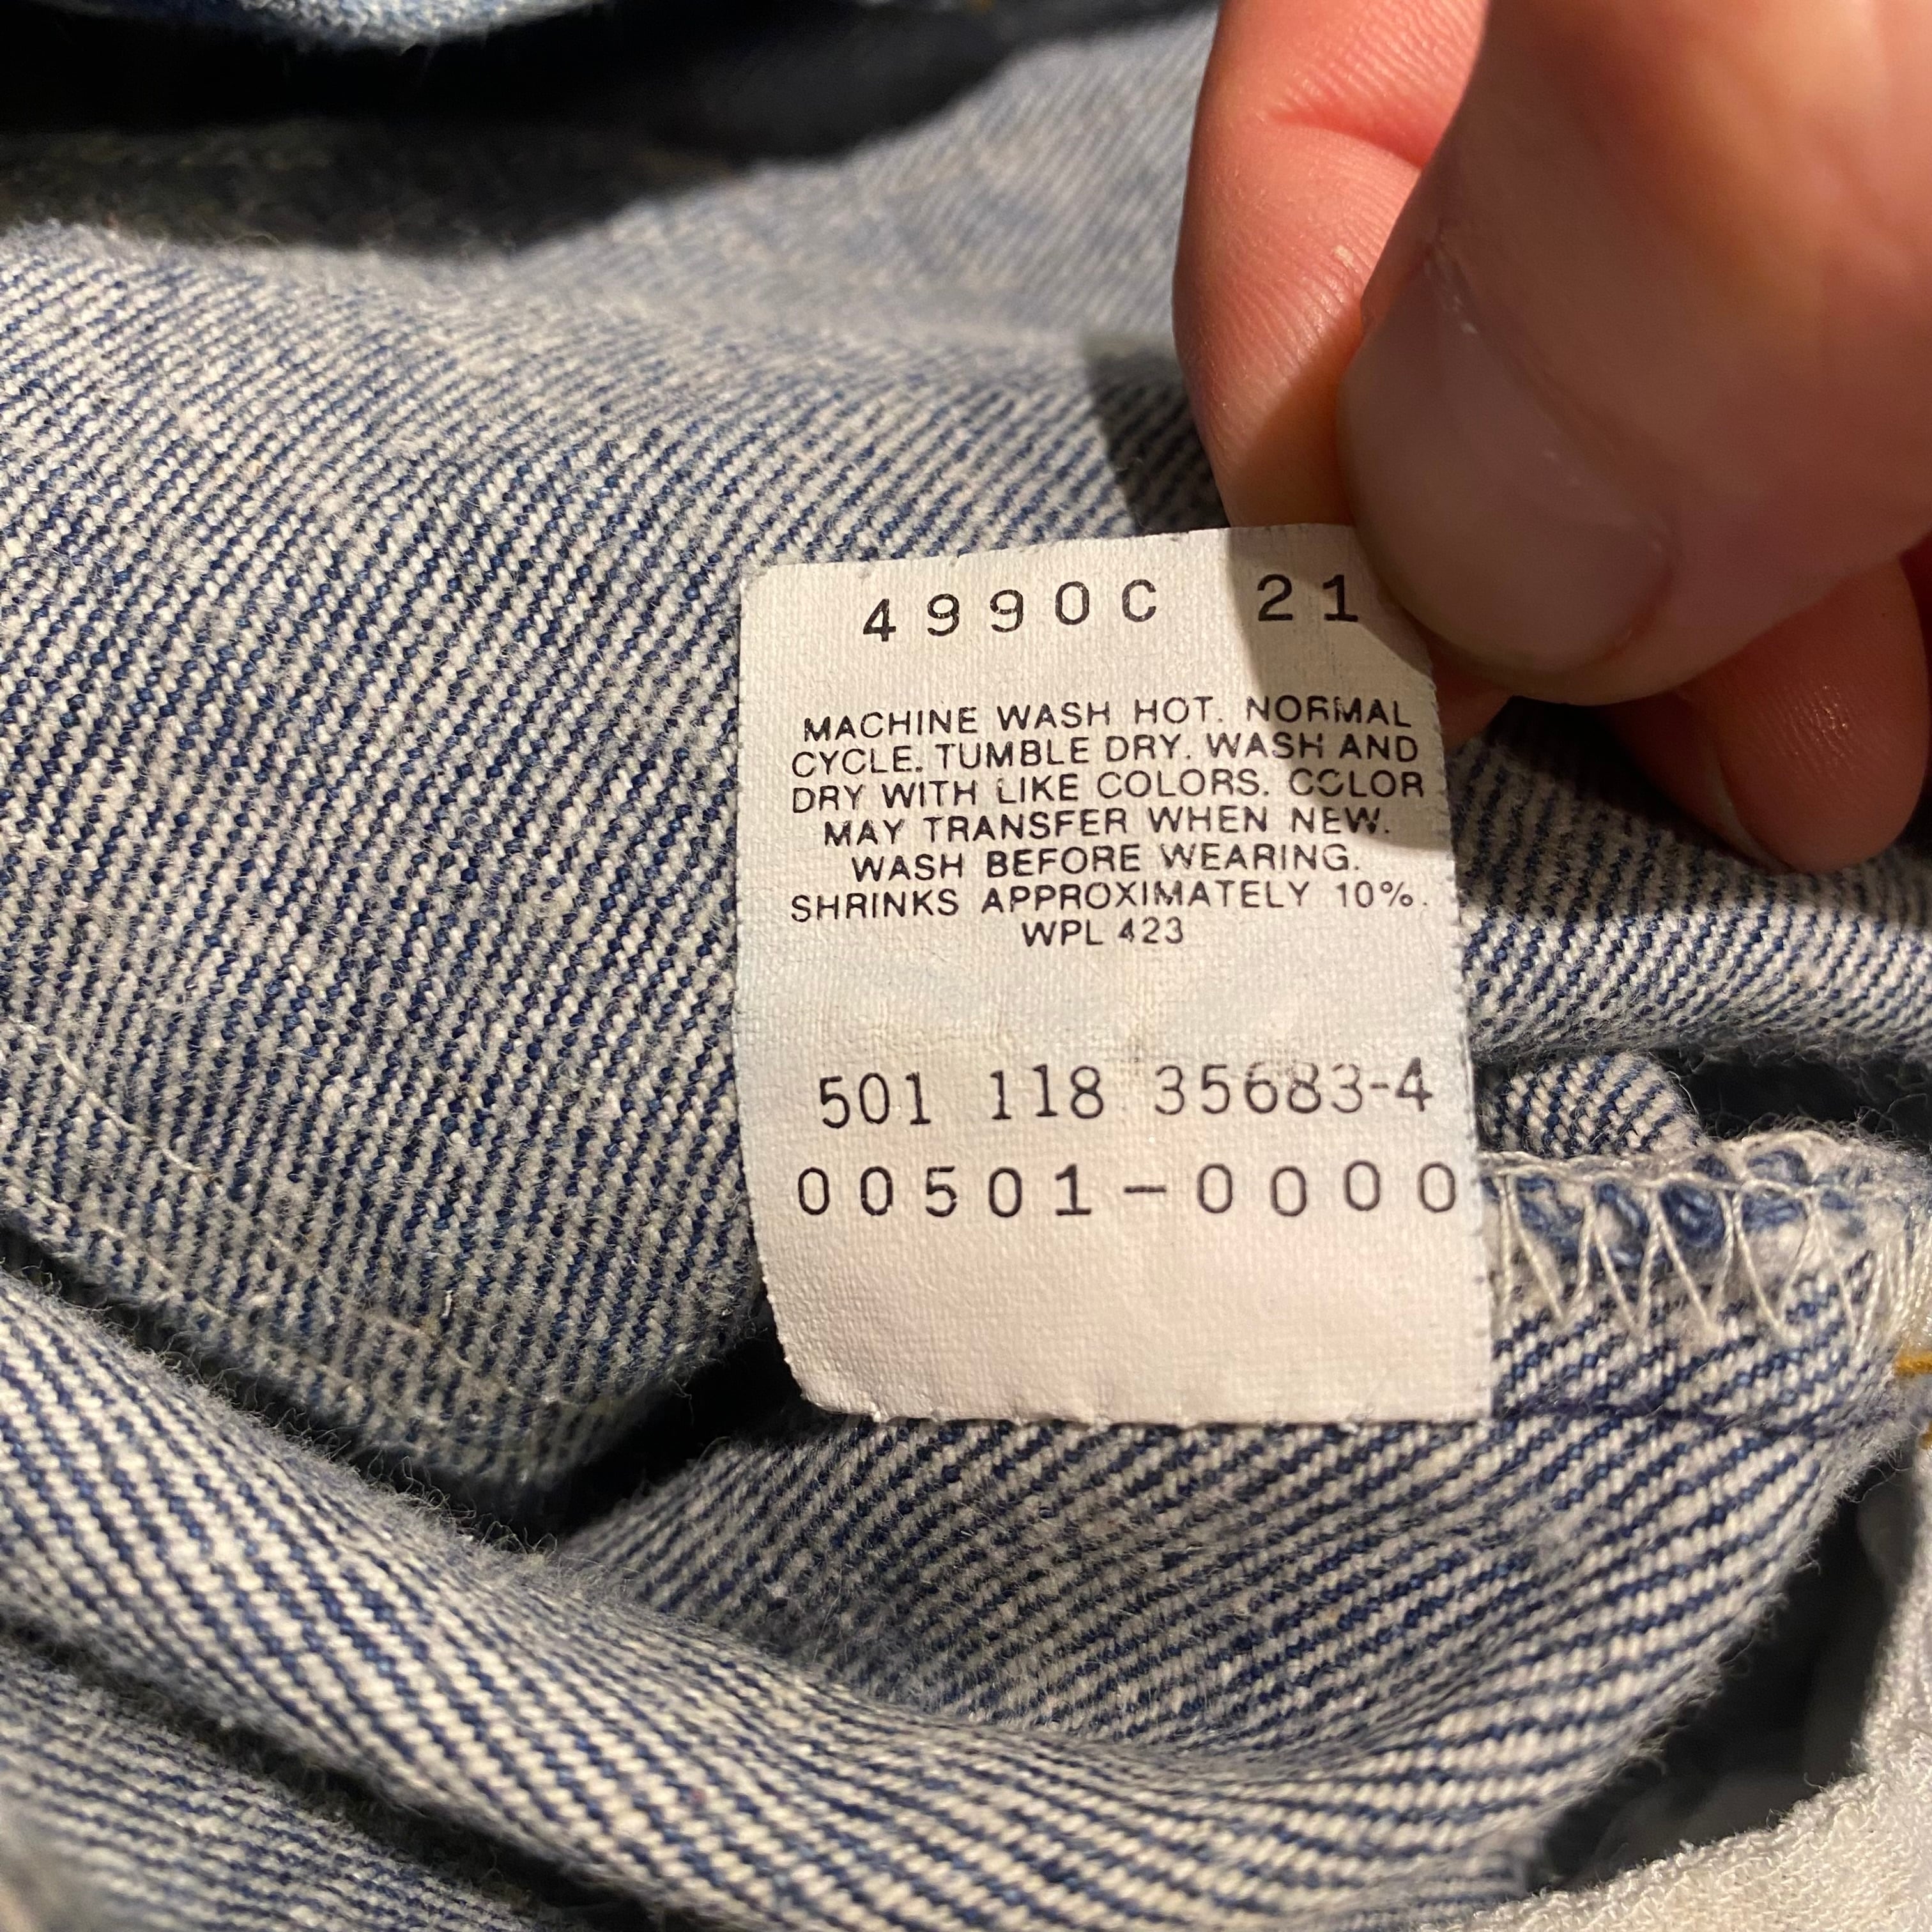 4990C 21
MACHINE WASH HOT. NORMAL
CYCLE. TUMBLE DRY. WASH AND
DRY WITH LIKE COLORS. COLOR
MAY TRANSFER WHEN NEW.
WASH BEFORE WEARING.
SHRINKS APPROXIMATELY 10%.
WPL 423
501 118 35683-4
00501-0000